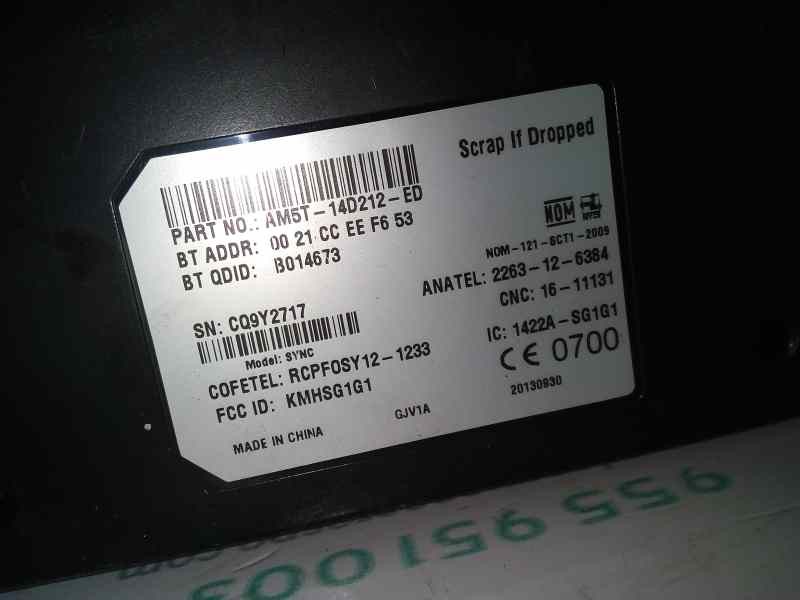 Scrap If Dropped
PART NO.: AM5T-14D212-ED
BT ADDR: 00 21 CC EE F6 53
BT QDID: B014673
NOM
NYCE
NOM-121-SCT1-2009
ANATEL: 2263-12-6384
CNC: 16-11131
SN: CQ9Y2717
Model: SYNC
IC: 1422A-SG1G1
COFETEL: RCPFOSY12-1233
CE 0700
FCC ID: KMHSG1G1
20130930
GJV1A
MADE IN CHINA
955 951003